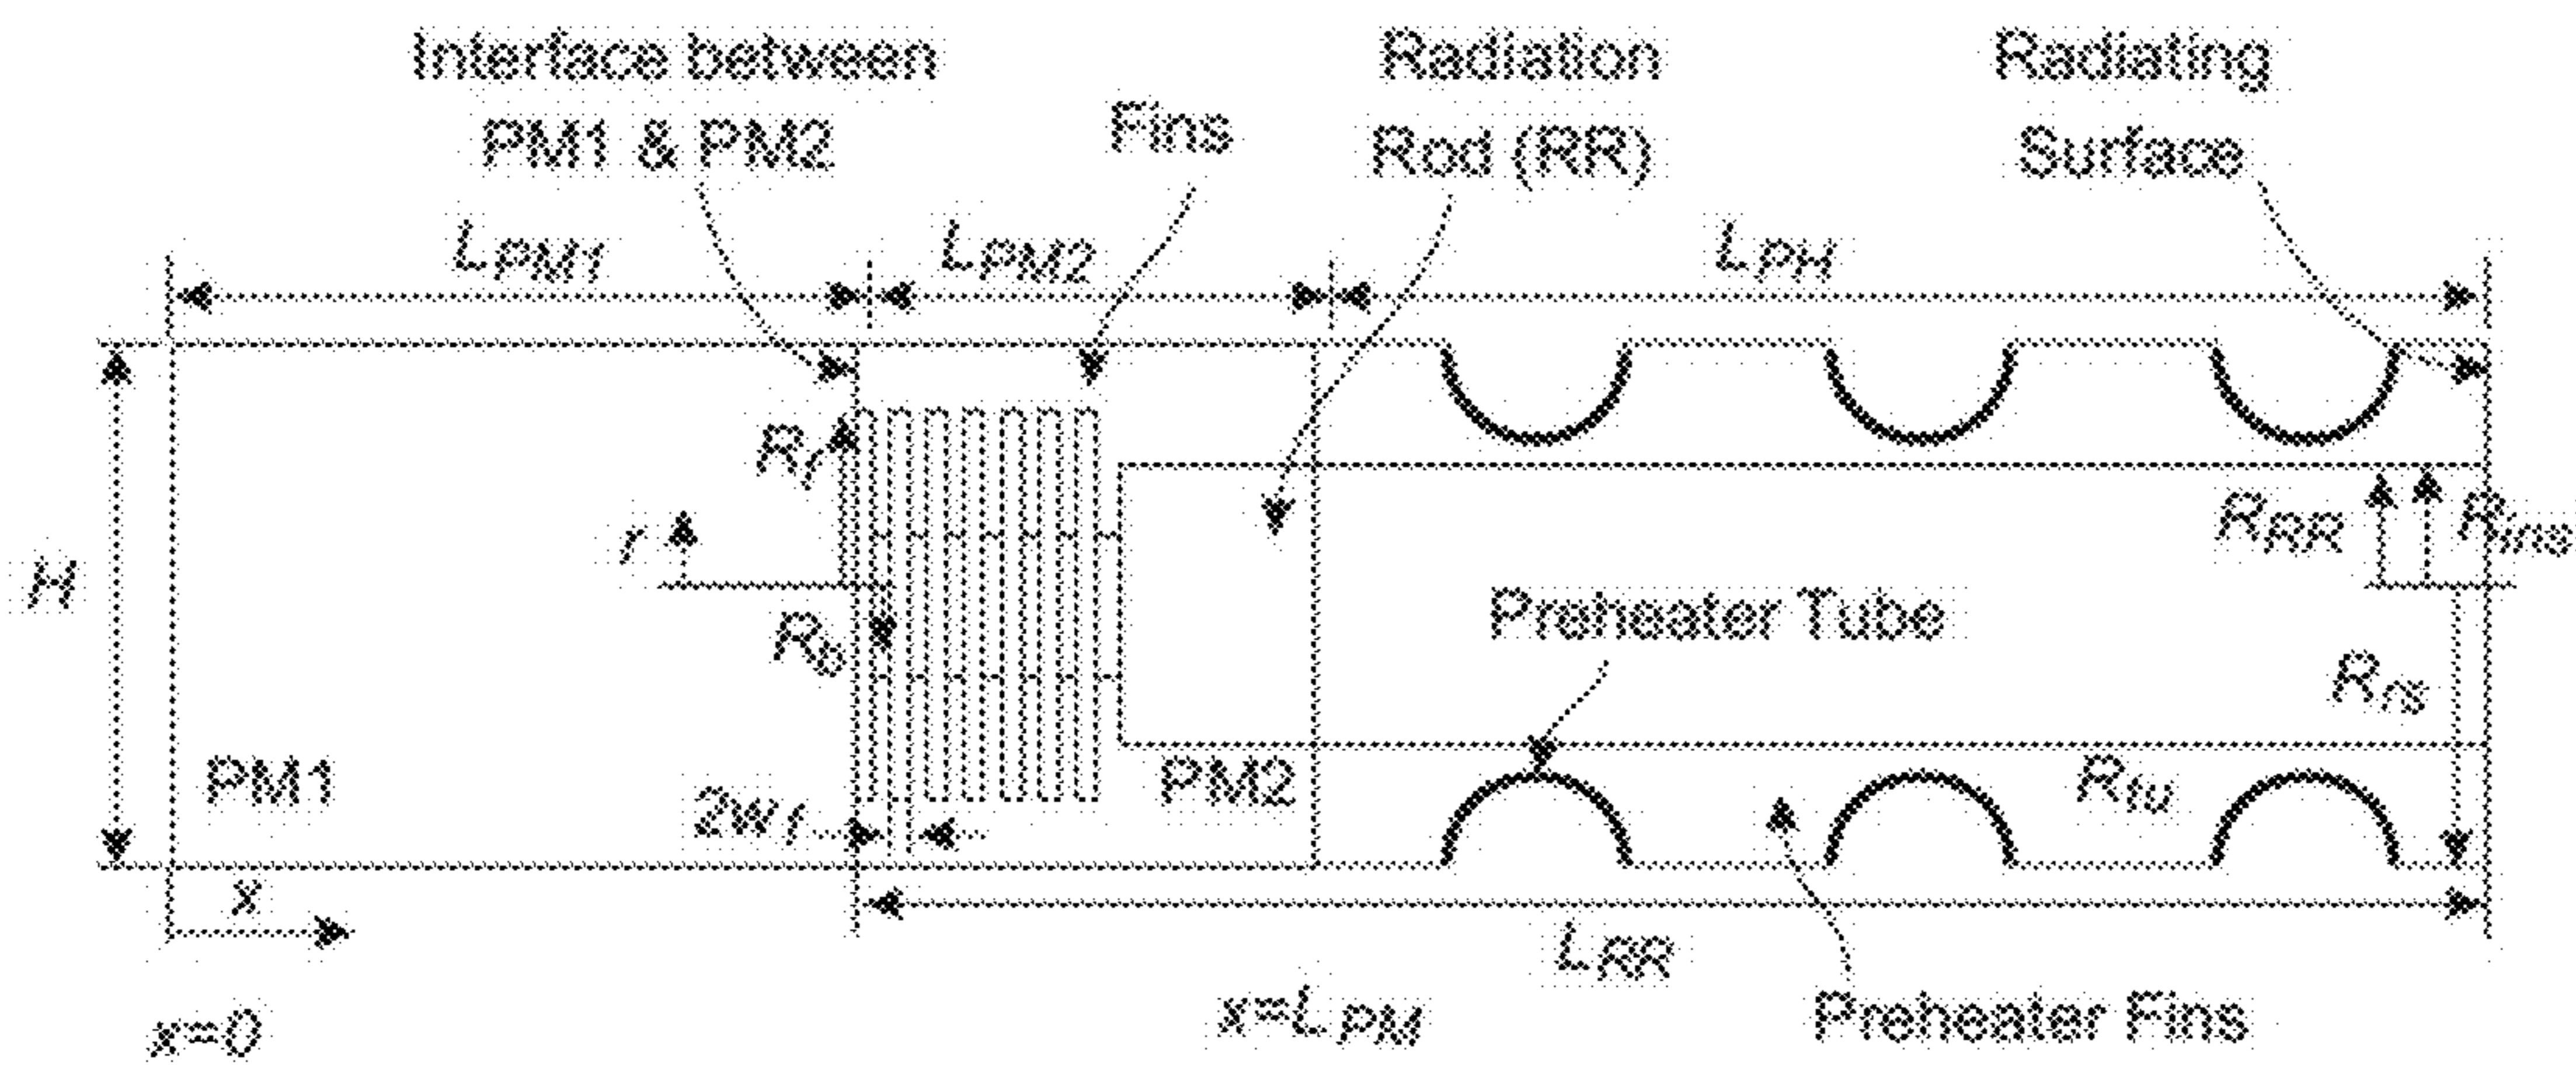 Interface between
PM1 & PM2
Fins
Radiation
Rod (RR)
Radiating
Surface
LPM1
LPM2
LPH
Rf
r
Rb
H
RRR
Rins
Preheater Tube
Rrs
PM1
2wf
PM2
Rtu
x
LRR
x=0
x=LPM
Preheater Fins